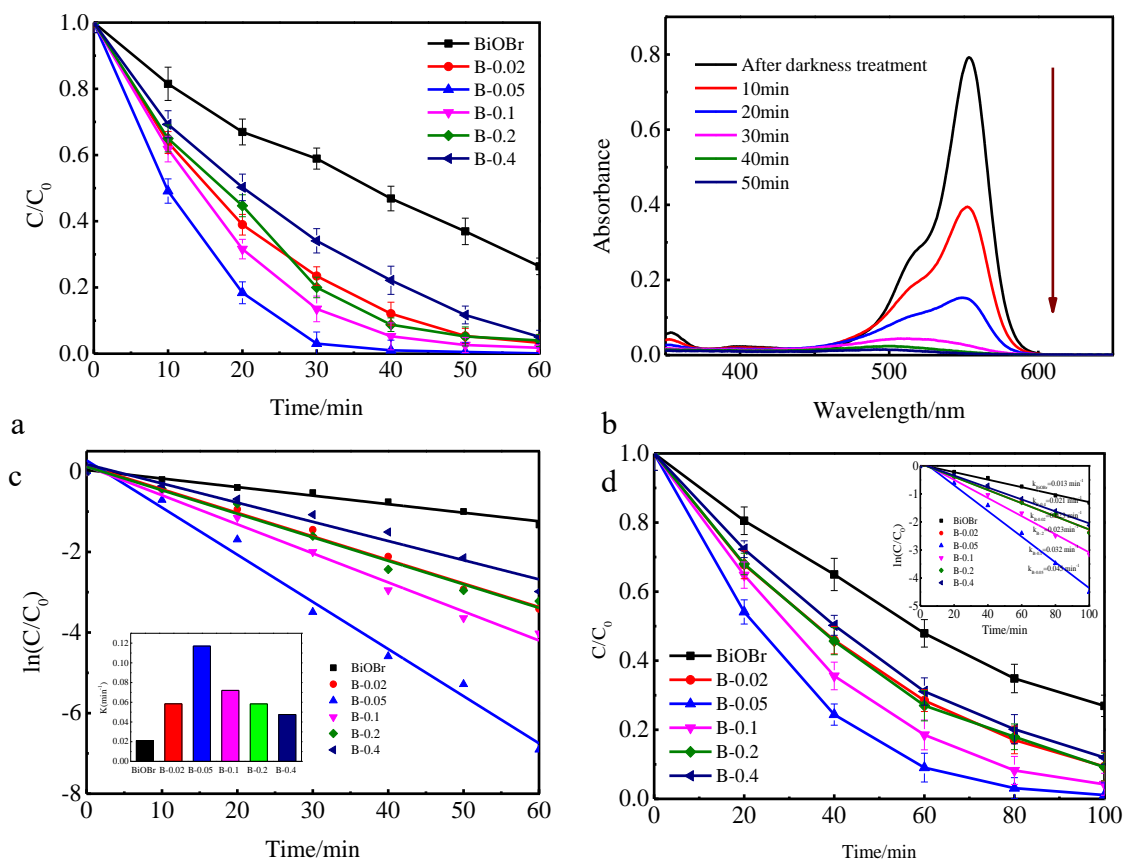 1.0
0.8
0.6
0.4
0.2
0.0
C/C0
0 10 20 30 40 50 60
Time/min
BiOBr
B-0.02
B-0.05
B-0.1
B-0.2
B-0.4
a
0.8
0.6
0.4
0.2
0.0
Absorbance
400 500 600
Wavelength/nm
After darkness treatment
10min
20min
30min
40min
50min
b
c
0
-2
-4
-6
-8
ln(C/C0)
0 10 20 30 40 50 60
Time/min
BiOBr
B-0.02
B-0.05
B-0.1
B-0.2
B-0.4
0.12
0.10
0.08
0.06
0.04
0.02
0.00
K(min-1)
BiOBr B-0.02 B-0.05 B-0.1 B-0.2 B-0.4
d
1.0
0.8
0.6
0.4
0.2
0.0
C/C0
0 20 40 60 80 100
Time/min
BiOBr
B-0.02
B-0.05
B-0.1
B-0.2
B-0.4
0
-1
-2
-3
-4
-5
ln(C/C0)
0 20 40 60 80 100
Time/min
BiOBr
B-0.02
B-0.05
B-0.1
B-0.2
B-0.4
=0.013 min-1
=0.021 min-1
=0.023min-1
=0.032 min-1
=0.045 min-1